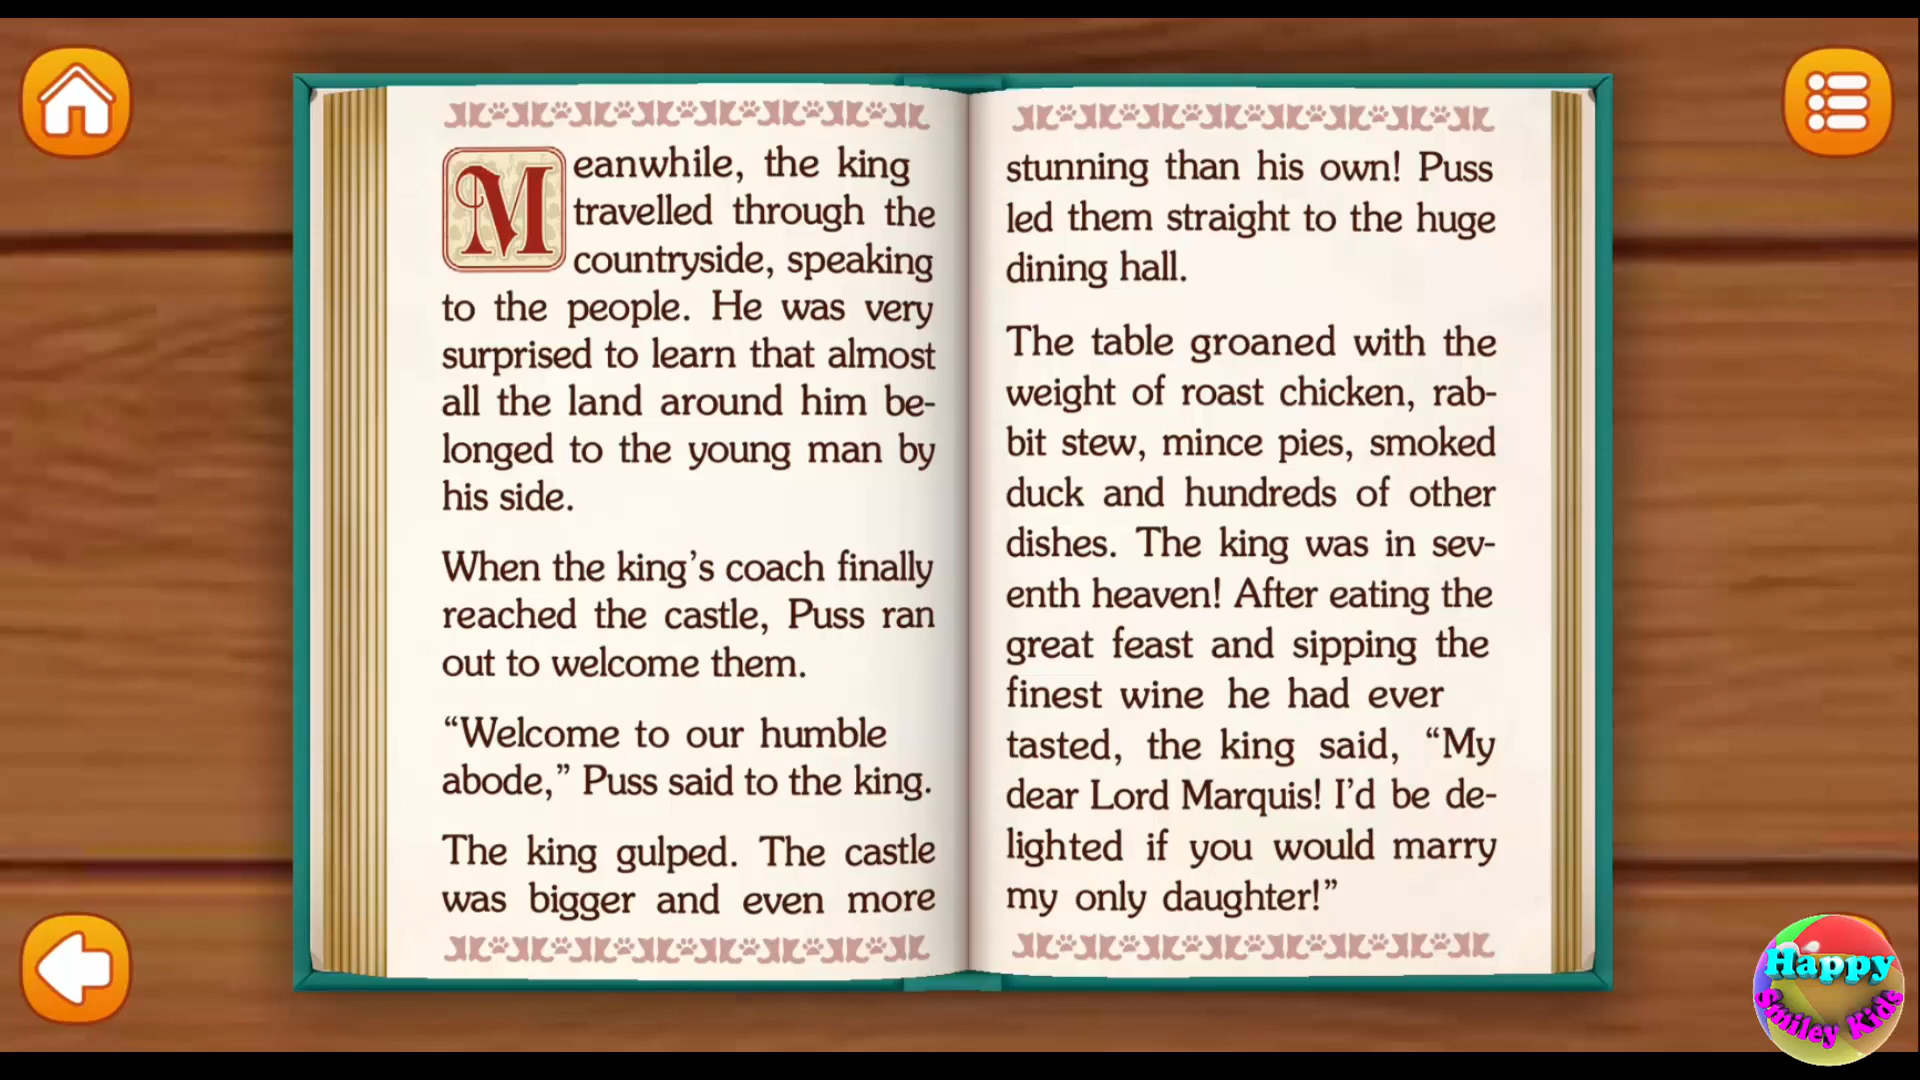 Meanwhile, the king
travelled through the
countryside, speaking
to the people. He was very
surprised to learn that almost
all the land around him be-
longed to the young man by
his side.
When the king's coach finally
reached the castle, Puss ran
out to welcome them.
“Welcome to our humble
abode,” Puss said to the king.
The king gulped. The castle
was bigger and even more
stunning than his own! Puss
led them straight to the huge
dining hall.
The table groaned with the
weight of roast chicken, rab-
bit stew, mince pies, smoked
duck and hundreds of other
dishes. The king was in sev-
enth heaven! After eating the
great feast and sipping the
finest wine he had ever
tasted, the king said, “My
dear Lord Marquis! I'd be de-
lighted if you would marry
my only daughter!”
Happy
Smiley Kids